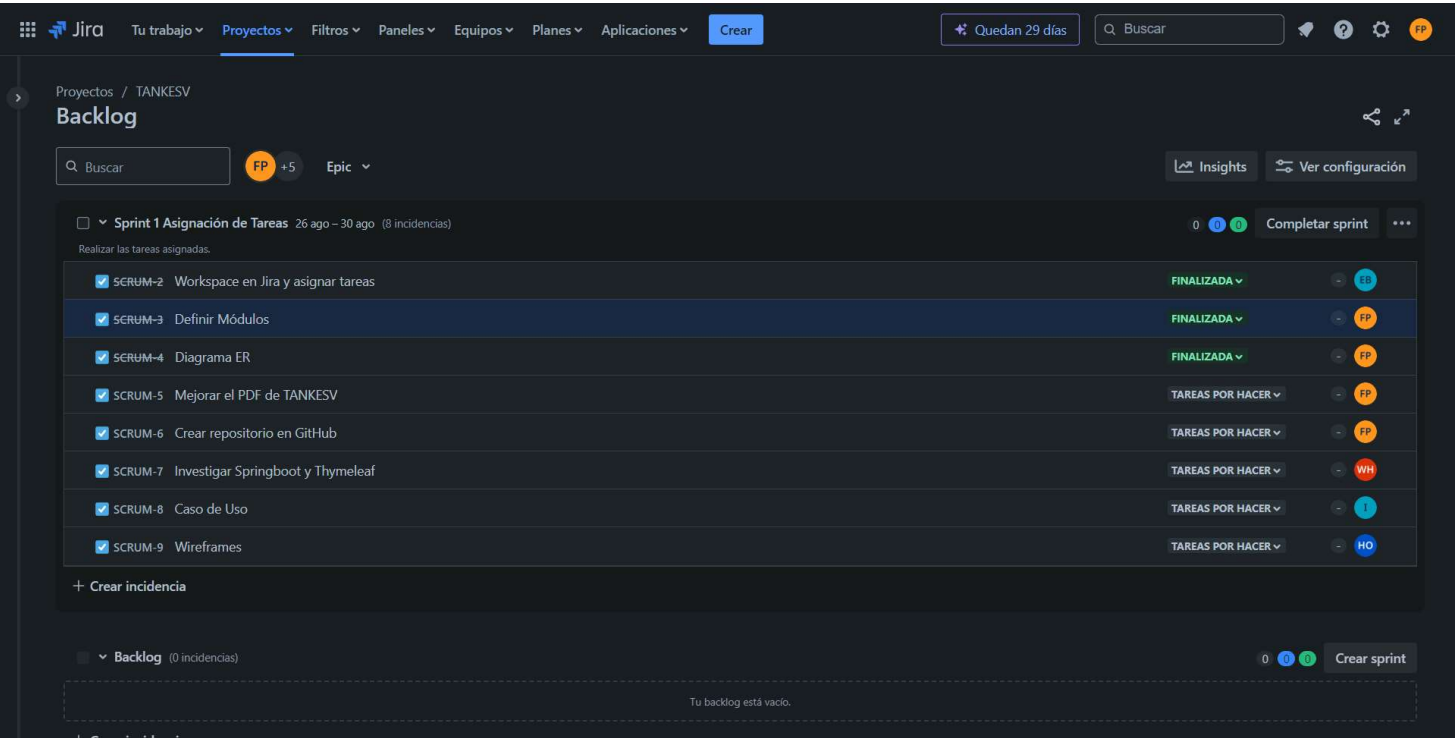 Jira Tu trabajo Proyectos Filtros Paneles Equipos Planes Aplicaciones Crear Quedan 29 días Buscar FP
Proyectos / TANKESV
Backlog
Buscar FP +5 Epic Insights Ver configuración
Sprint 1 Asignación de Tareas 26 ago – 30 ago (8 incidencias) 0 0 0 Completar sprint
Realizar las tareas asignadas.
SCRUM-2 Workspace en Jira y asignar tareas FINALIZADA - EB
SCRUM-3 Definir Módulos FINALIZADA - FP
SCRUM-4 Diagrama ER FINALIZADA - FP
SCRUM-5 Mejorar el PDF de TANKESV TAREAS POR HACER - FP
SCRUM-6 Crear repositorio en GitHub TAREAS POR HACER - FP
SCRUM-7 Investigar Springboot y Thymeleaf TAREAS POR HACER - WH
SCRUM-8 Caso de Uso TAREAS POR HACER - I
SCRUM-9 Wireframes TAREAS POR HACER - HO
+ Crear incidencia
Backlog (0 incidencias) 0 0 0 Crear sprint
Tu backlog está vacío.